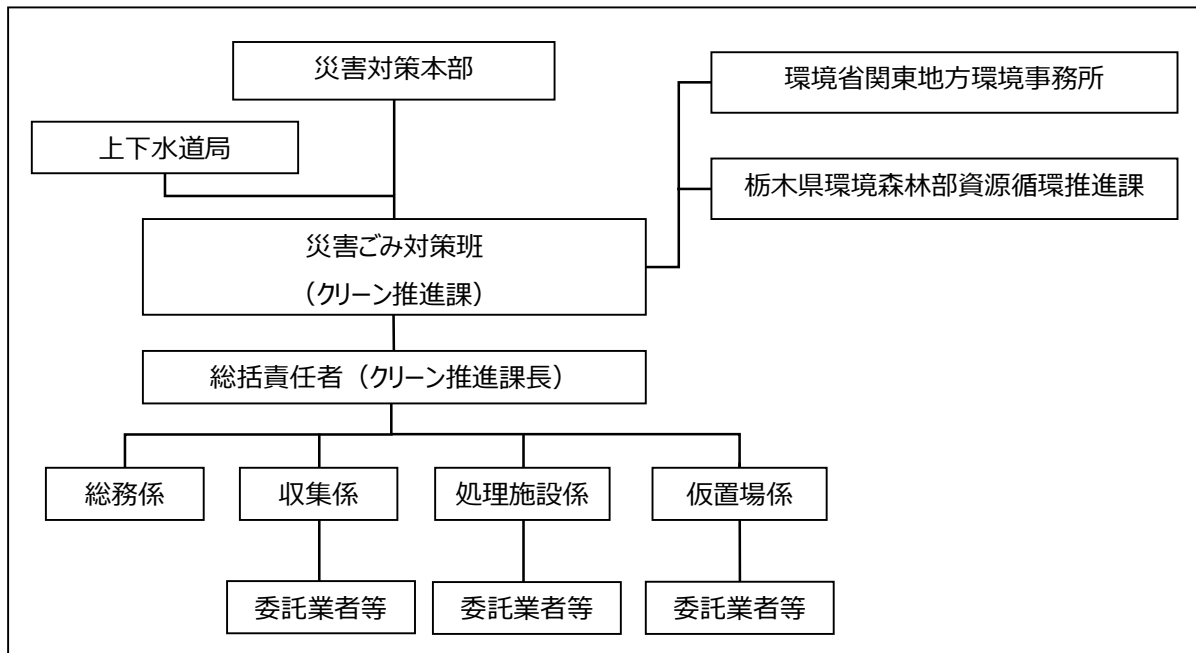 災害対策本部
環境省関東地方環境事務所
上下水道局
栃木県環境森林部資源循環推進課
災害ごみ対策班
（クリーン推進課）
総括責任者（クリーン推進課長）
総務係
収集係
処理施設係
仮置場係
委託業者等
委託業者等
委託業者等